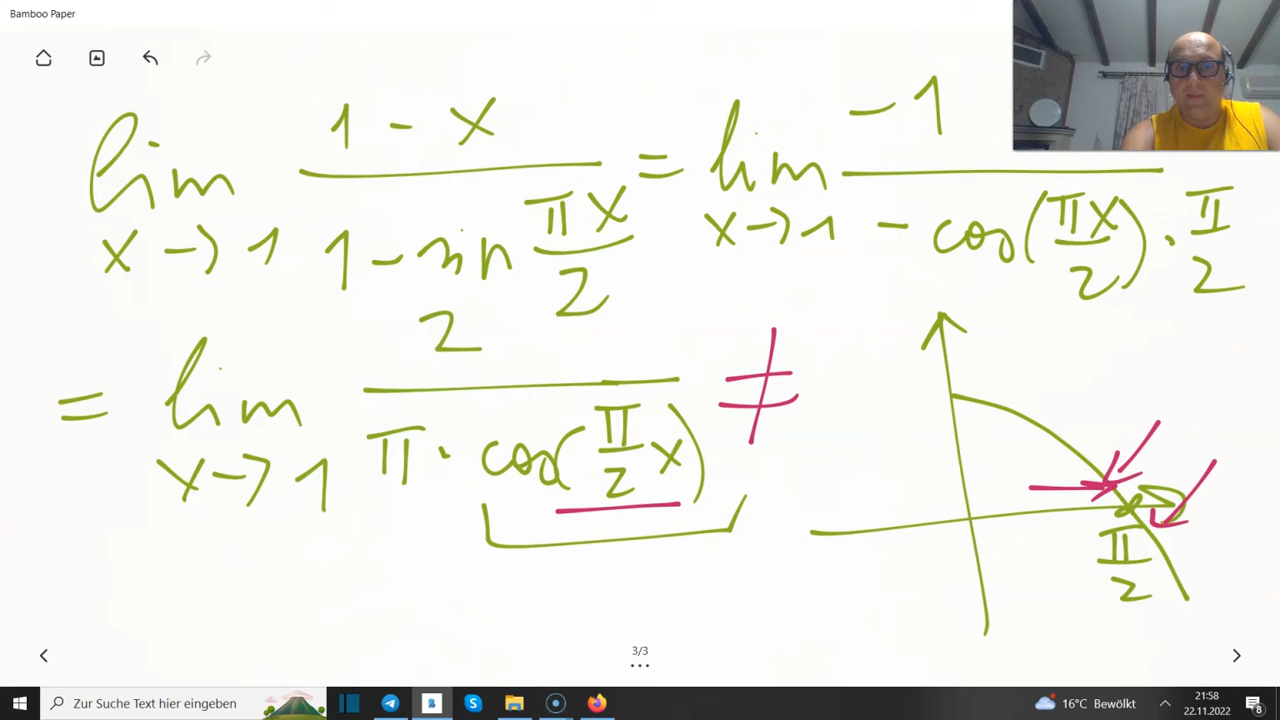 Bamboo Paper
lim x→1 (1 - x)/(1 - sin πx/2) = lim x→1 (-1)/(- cos(πx/2) · π/2)
= lim x→1 2/(π · cos(π/2 x)) ≠
π/2
3/3
Zur Suche Text hier eingeben
16°C Bewölkt
21:58
22.11.2022
8